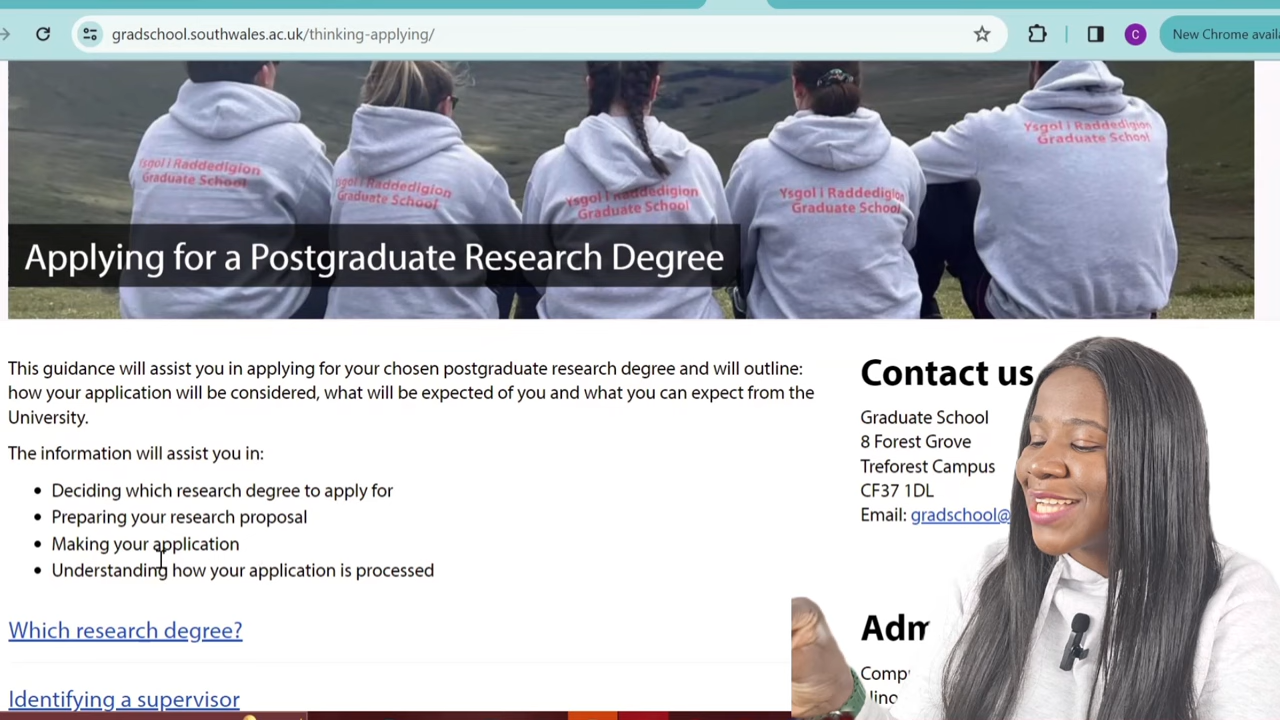 gradschool.southwales.ac.uk/thinking-applying/
C
New Chrome
Ysgol i Raddedigion
Graduate School
Raddedigion
Graduate School
Ysgol i Raddedigion
Graduate School
Ysgol i Raddedigion
Graduate School
Ysgol i Raddedigion
Graduate School
Applying for a Postgraduate Research Degree
This guidance will assist you in applying for your chosen postgraduate research degree and will outline:
how your application will be considered, what will be expected of you and what you can expect from the
University.
The information will assist you in:
• Deciding which research degree to apply for
• Preparing your research proposal
• Making your application
• Understanding how your application is processed
Which research degree?
Identifying a supervisor
Contact us
Graduate School
8 Forest Grove
Treforest Campus
CF37 1DL
Email: gradschool@